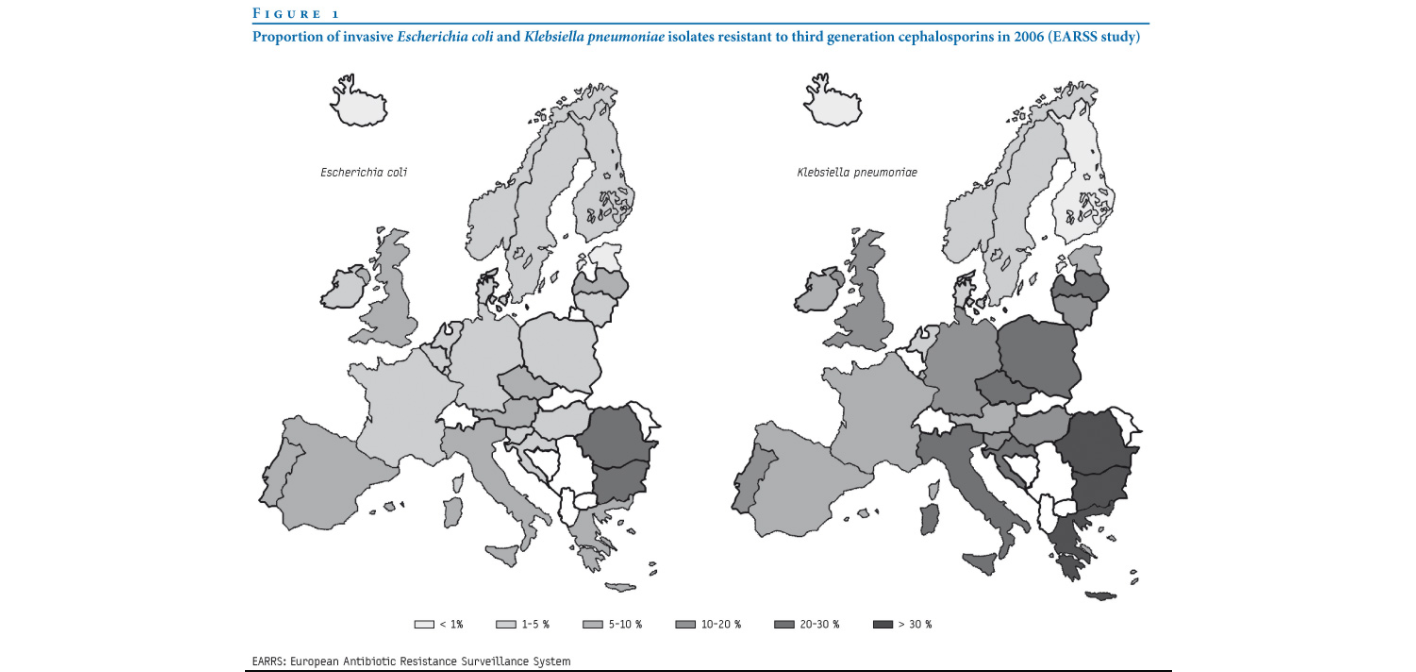 FIGURE 1
Proportion of invasive Escherichia coli and Klebsiella pneumoniae isolates resistant to third generation cephalosporins in 2006 (EARSS study)
Escherichia coli
Klebsiella pneumoniae
< 1%
1-5 %
5-10 %
10-20 %
20-30 %
> 30 %
EARRS: European Antibiotic Resistance Surveillance System